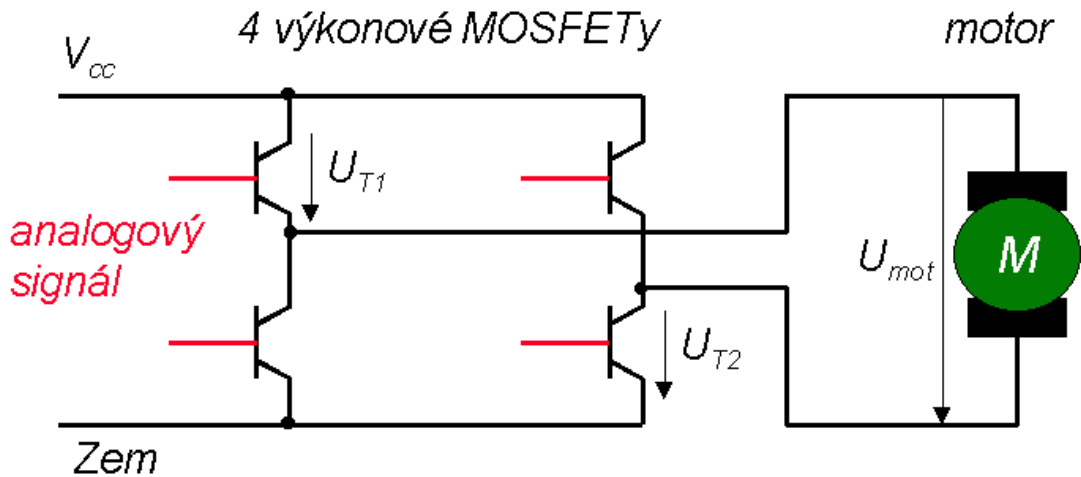 4 výkonové MOSFETy
motor
Vcc
UT1
analogový
signál
Umot
M
UT2
Zem